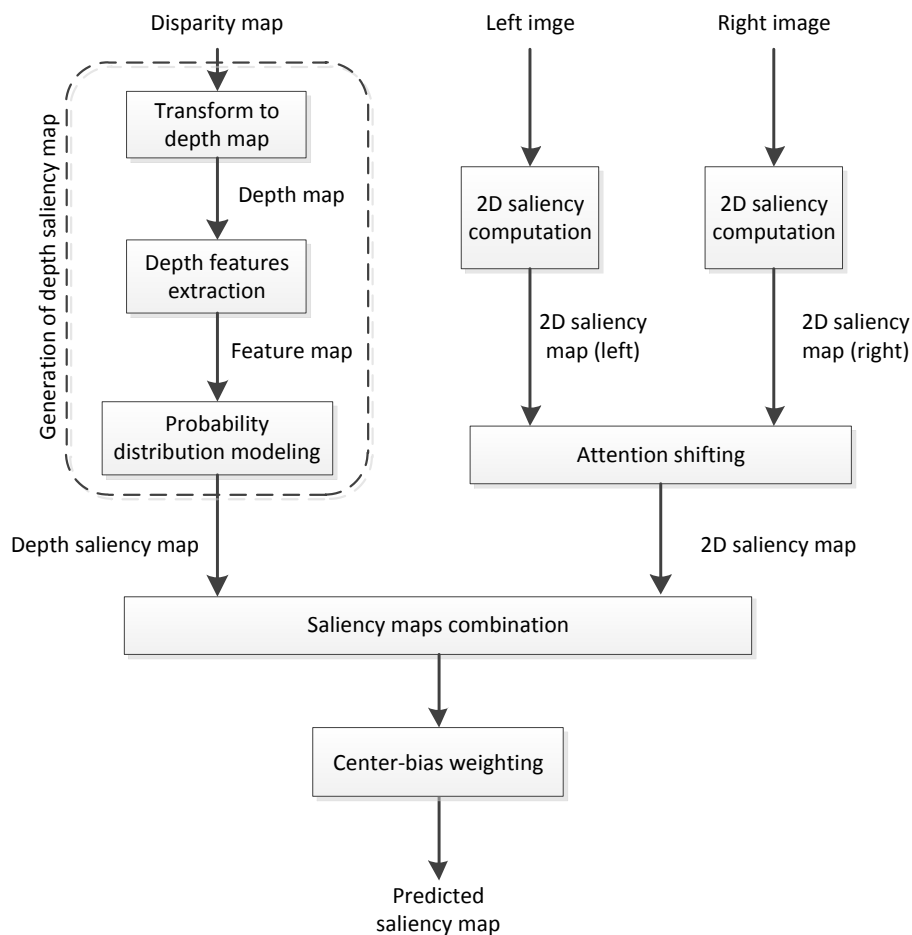 Disparity map
Left imge
Right image
Generation of depth saliency map
Transform to
depth map
Depth map
Depth features
extraction
Feature map
Probability
distribution modeling
2D saliency
computation
2D saliency
computation
2D saliency
map (left)
2D saliency
map (right)
Attention shifting
Depth saliency map
2D saliency map
Saliency maps combination
Center-bias weighting
Predicted
saliency map